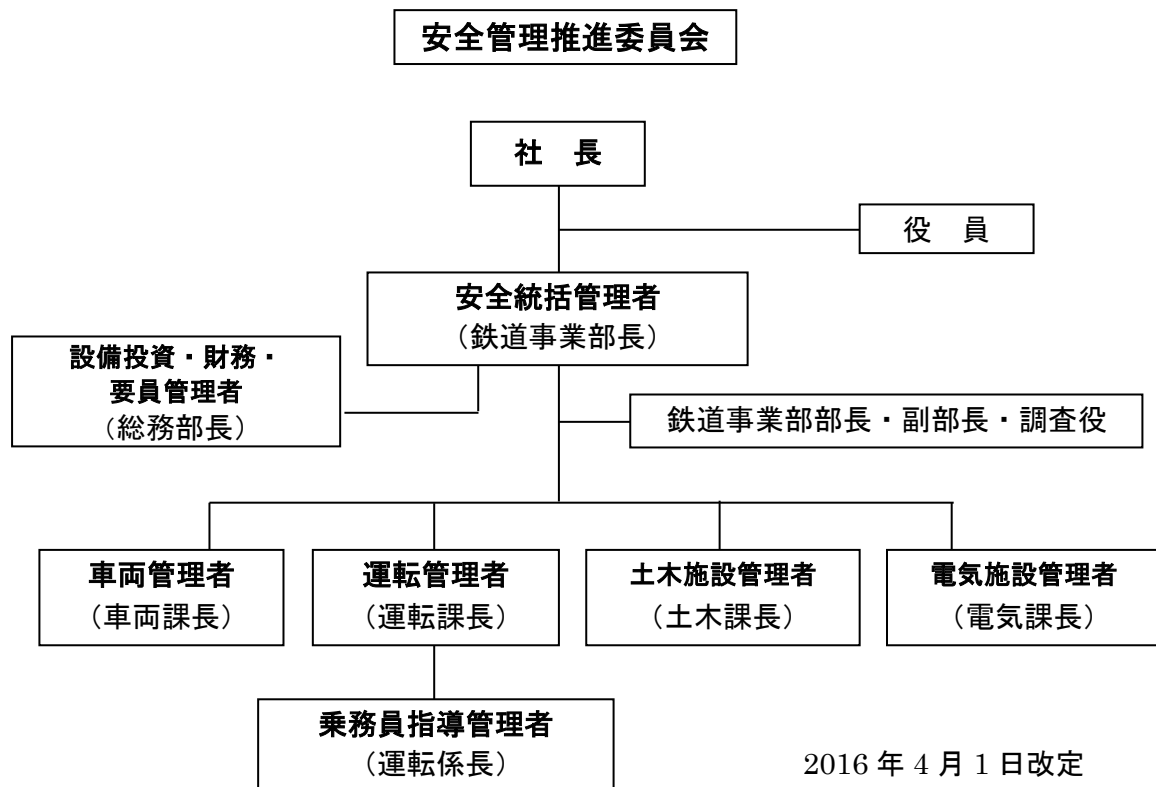 安全管理推進委員会
社　長
役　員
安全統括管理者
（鉄道事業部長）
設備投資・財務・
要員管理者
（総務部長）
鉄道事業部部長・副部長・調査役
車両管理者
（車両課長）
運転管理者
（運転課長）
土木施設管理者
（土木課長）
電気施設管理者
（電気課長）
乗務員指導管理者
（運転係長）
2016 年 4 月 1 日改定